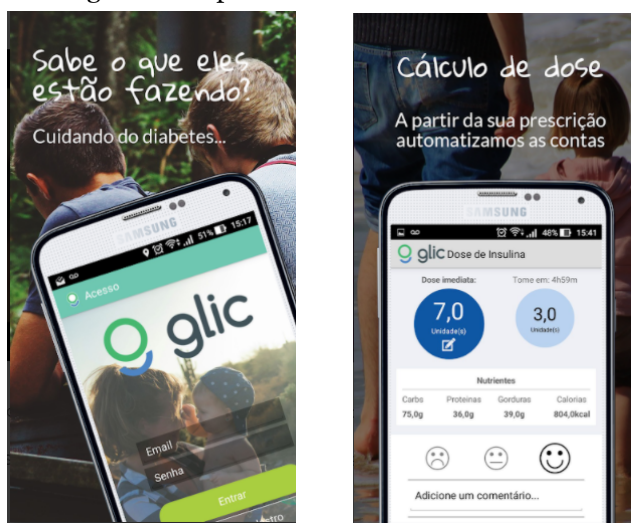 Sabe o que eles
estão fazendo?
Cuidando do diabetes...
SAMSUNG
51% 15:17
Acesso
glic
Email
Senha
Entrar
Cálculo de dose
A partir da sua prescrição
automatizamos as contas
SAMSUNG
48% 15:41
glic Dose de Insulina
Dose imediata: Tome em: 4h59m
7,0 3,0
Unidade(s) Unidade(s)
Nutrientes
Carbs Proteinas Gorduras Calorias
75,0g 36,0g 39,0g 804,0kcal
Adicione um comentário...